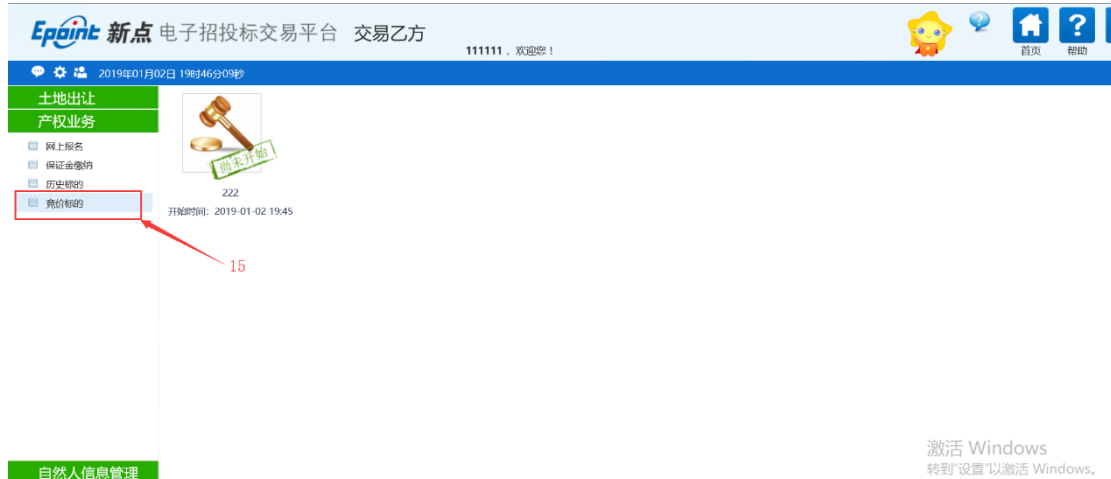 Epoint 新点 电子招投标交易平台 交易乙方
111111，欢迎您！
首页
帮助
2019年01月02日 19时46分09秒
土地出让
产权业务
网上报名
保证金缴纳
历史标的
竞价标的
尚未开始
222
开始时间：2019-01-02 19:45
15
自然人信息管理
激活 Windows
转到“设置”以激活 Windows。